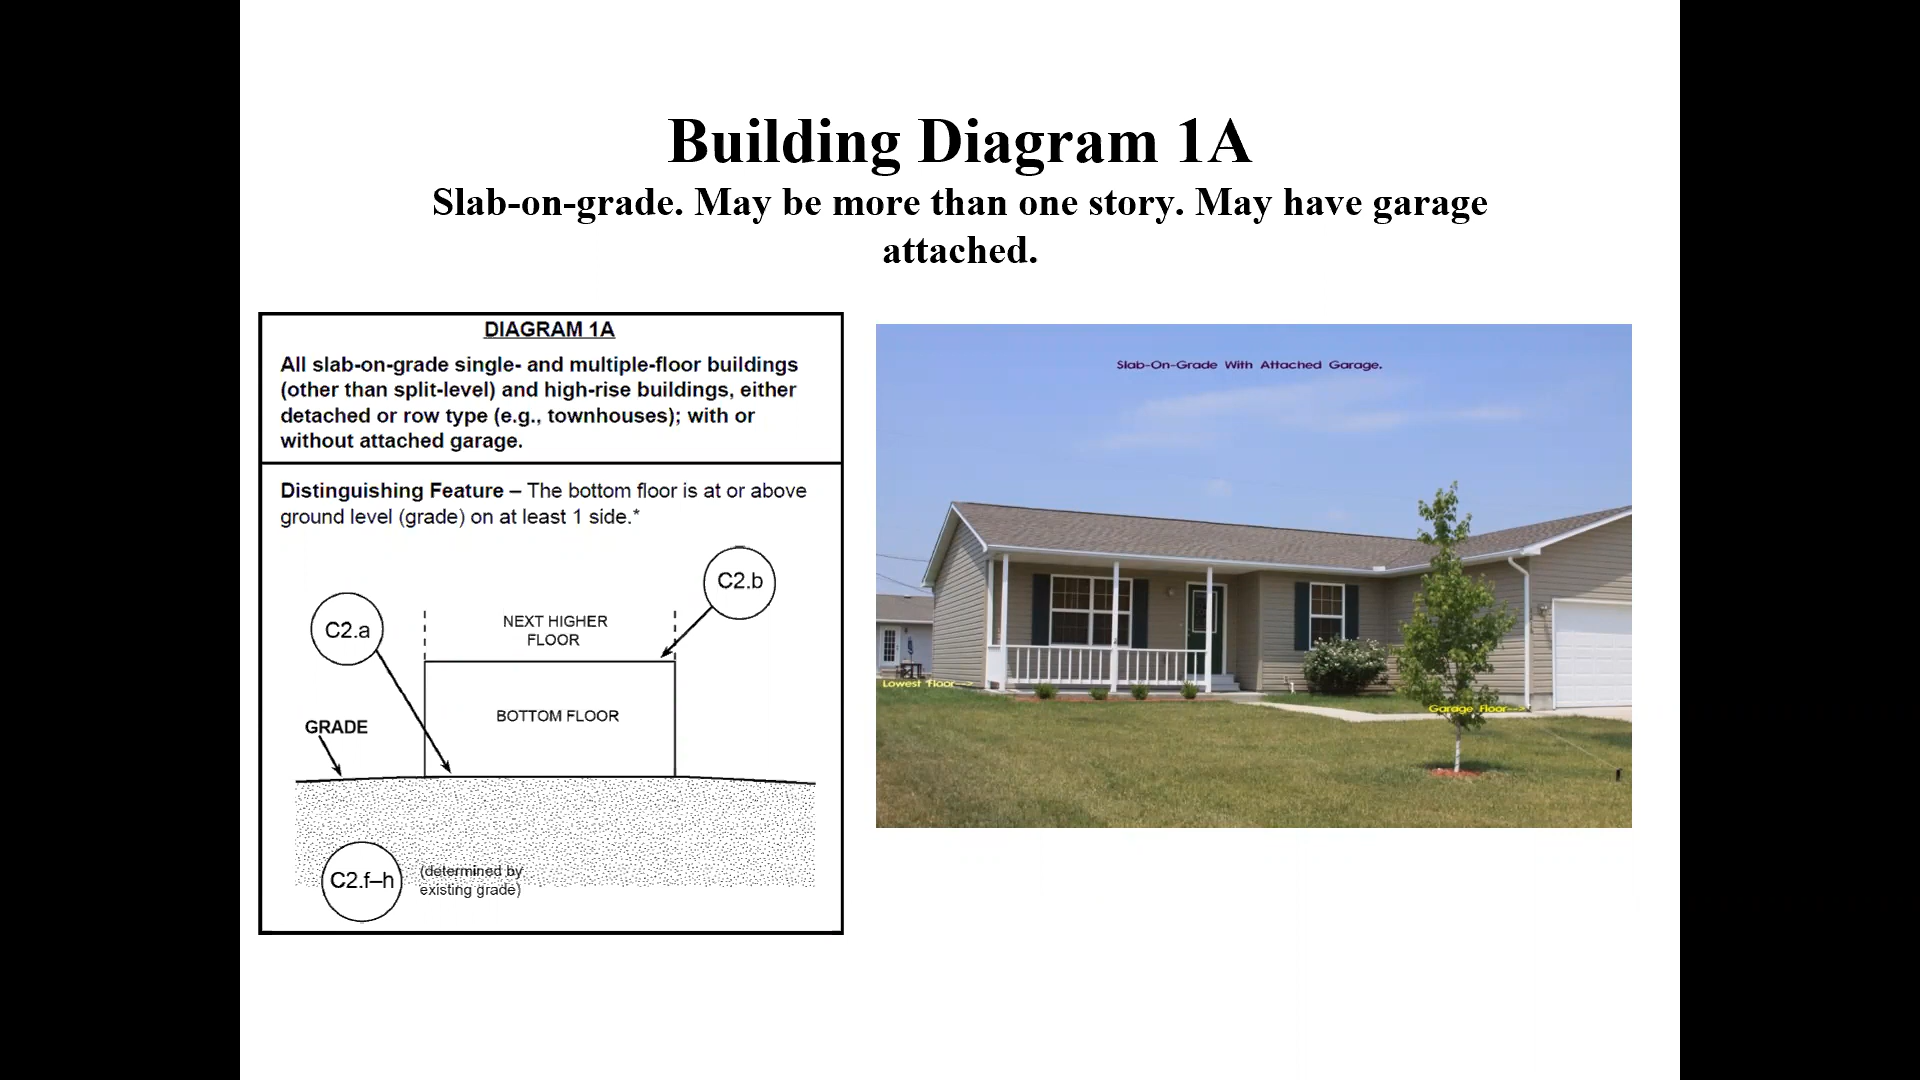 Building Diagram 1A
Slab-on-grade. May be more than one story. May have garage
attached.
DIAGRAM 1A
All slab-on-grade single- and multiple-floor buildings
(other than split-level) and high-rise buildings, either
detached or row type (e.g., townhouses); with or
without attached garage.
Distinguishing Feature – The bottom floor is at or above
ground level (grade) on at least 1 side.*
C2.b
C2.a
NEXT HIGHER
FLOOR
BOTTOM FLOOR
GRADE
C2.f–h
(determined by
existing grade)
Slab-On-Grade With Attached Garage.
Lowest floor-->
Garage Floor-->